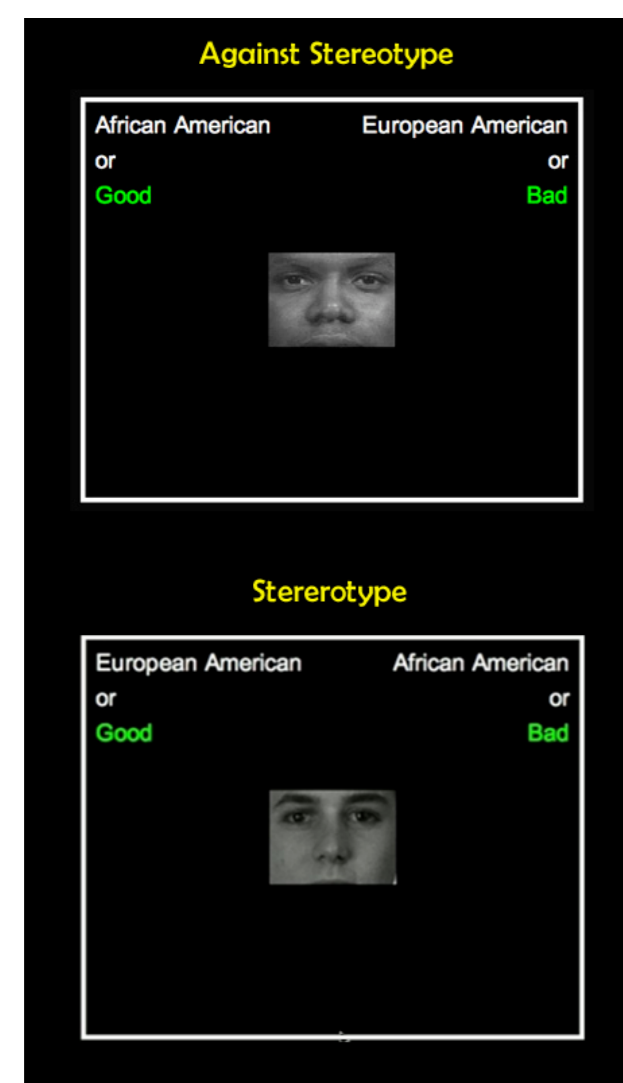 Against Stereotype
African American European American
or or
Good Bad
Stererotype
European American African American
or or
Good Bad